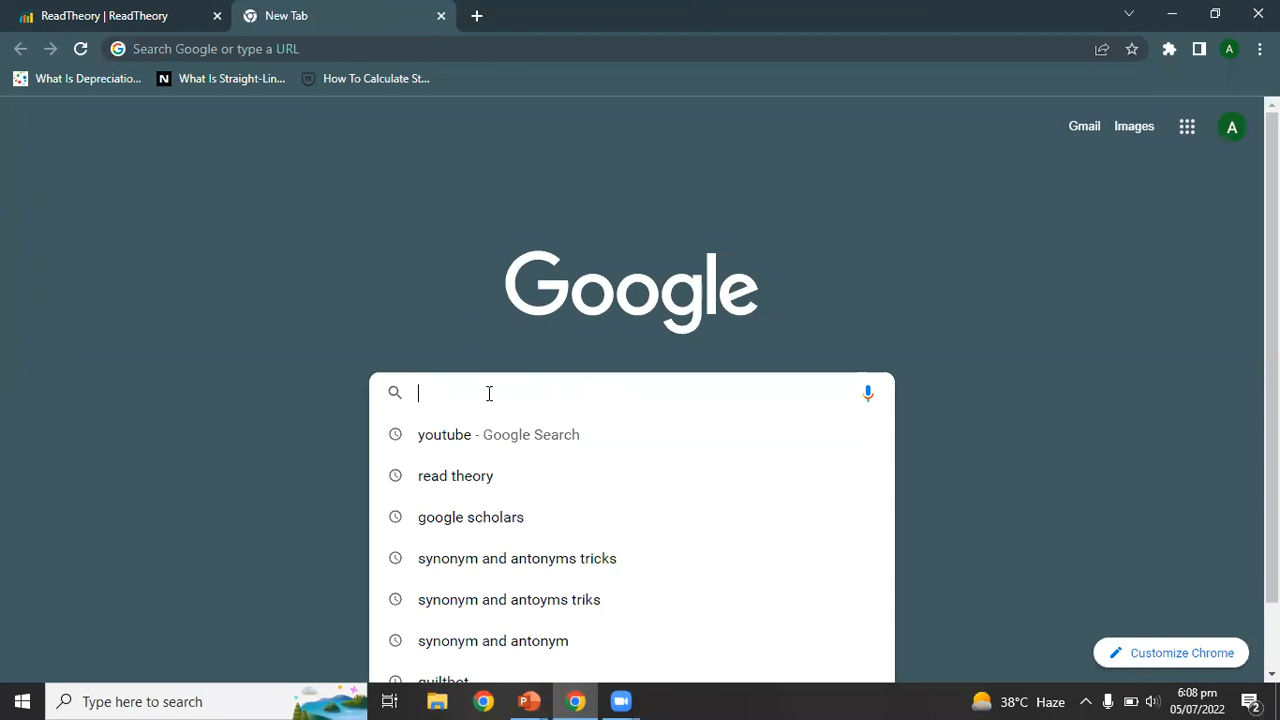 ReadTheory | ReadTheory
New Tab
Search Google or type a URL
A
What Is Depreciatio...
N
What Is Straight-Lin...
How To Calculate St...
Gmail
Images
A
Google
youtube - Google Search
read theory
google scholars
synonym and antonyms tricks
synonym and antoyms triks
synonym and antonym
quiltbot
Customize Chrome
Type here to search
38°C Haze
6:08 pm
05/07/2022
2